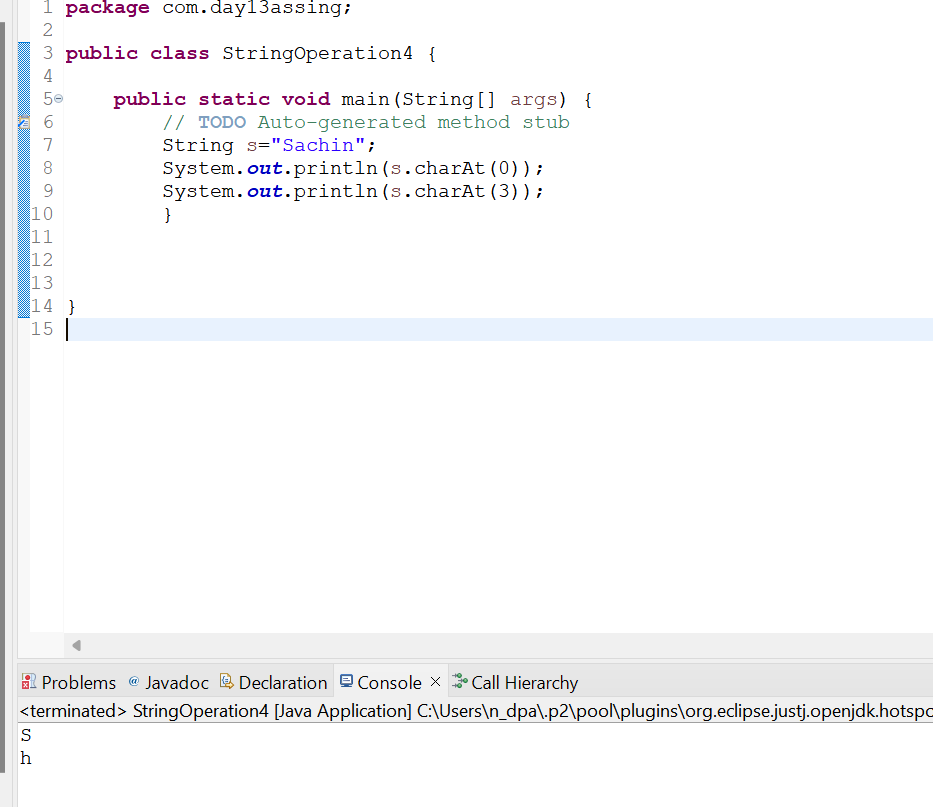 1 package com.day13assing;
2
3 public class StringOperation4 {
4
5     public static void main(String[] args) {
6         // TODO Auto-generated method stub
7         String s="Sachin";
8         System.out.println(s.charAt(0));
9         System.out.println(s.charAt(3));
10         }
11
12
13
14 }
15
Problems @ Javadoc Declaration Console × Call Hierarchy
<terminated> StringOperation4 [Java Application] C:\Users\n_dpa\.p2\pool\plugins\org.eclipse.justj.openjdk.hotspo
S
h